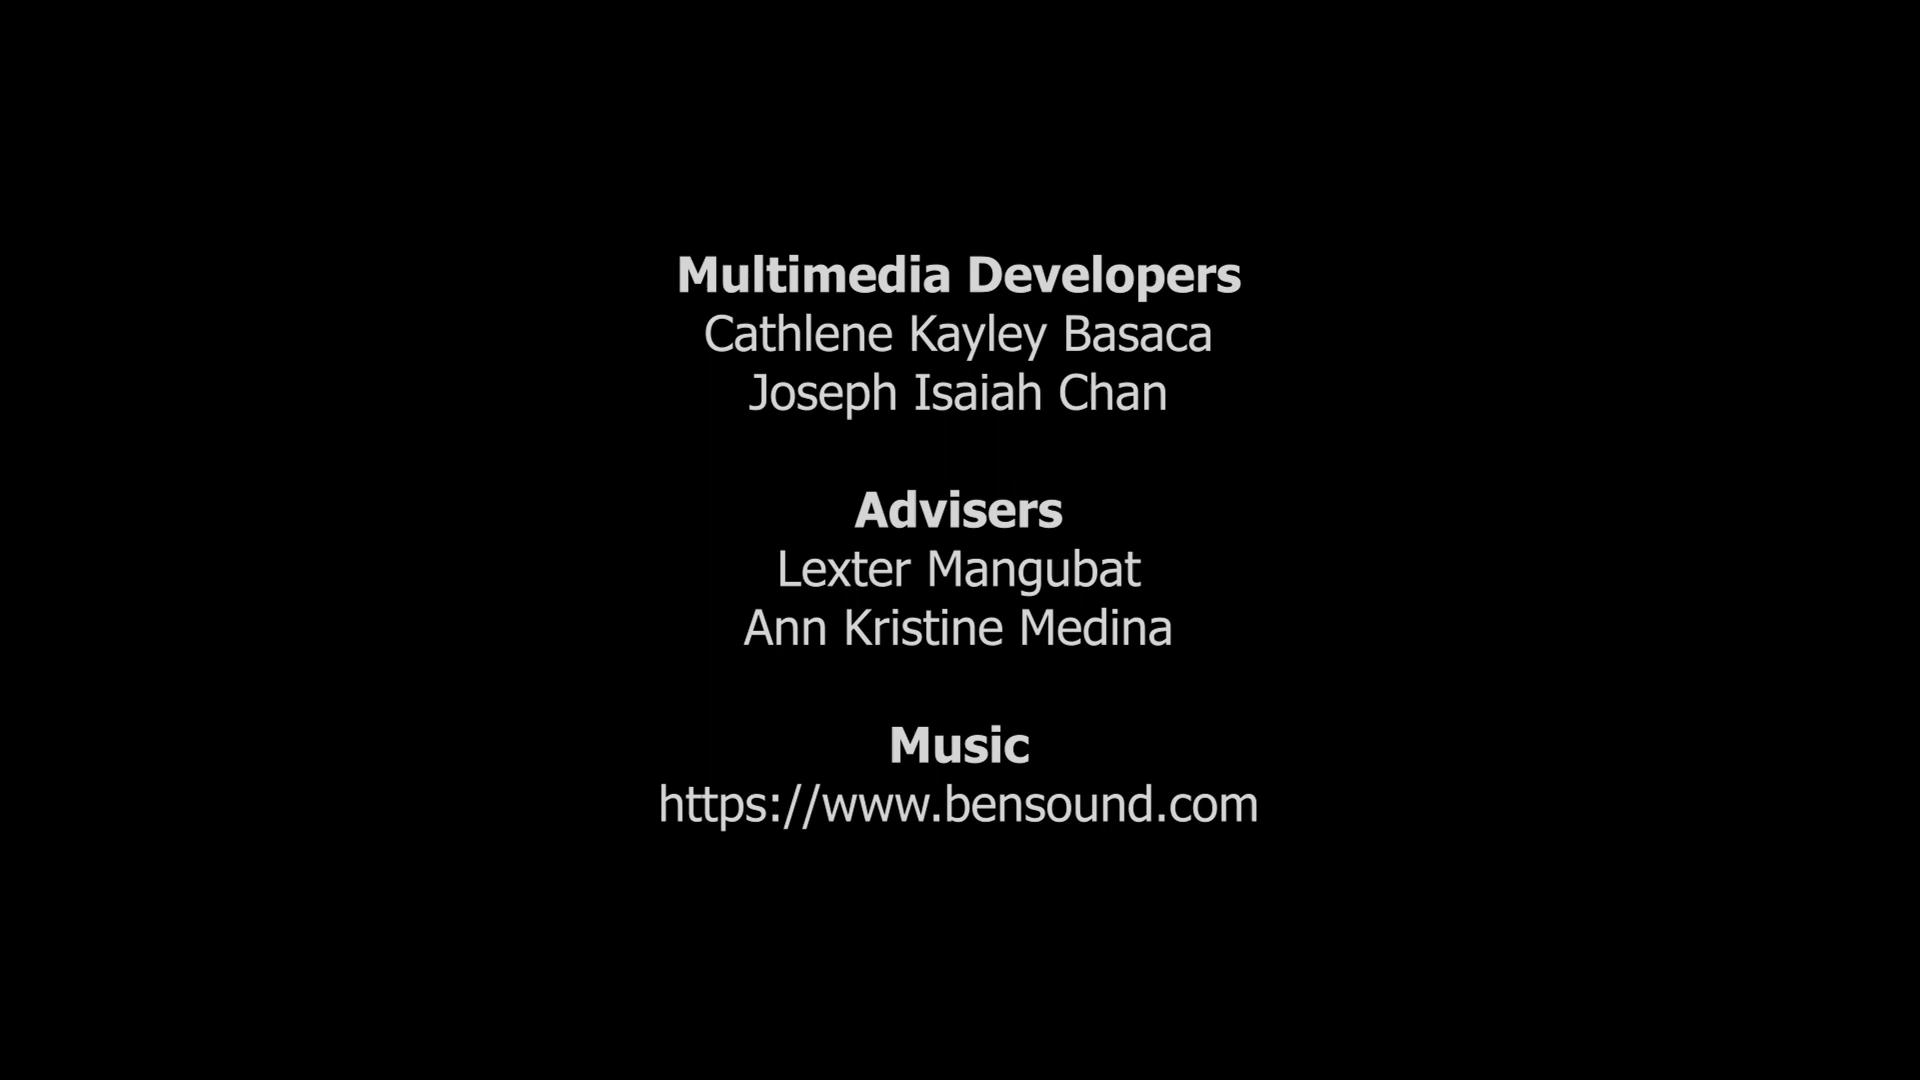 Multimedia Developers
Cathlene Kayley Basaca
Joseph Isaiah Chan
Advisers
Lexter Mangubat
Ann Kristine Medina
Music
https://www.bensound.com